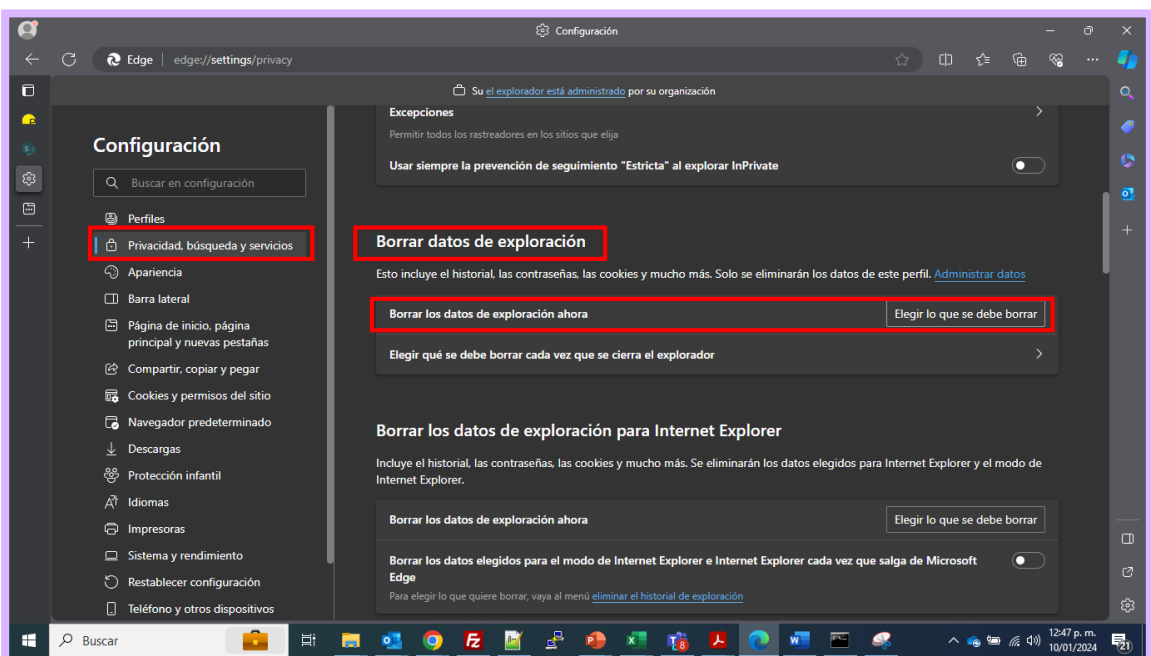 Configuración
Edge | edge://settings/privacy
Su el explorador está administrado por su organización
Configuración
Buscar en configuración
Perfiles
Privacidad, búsqueda y servicios
Apariencia
Barra lateral
Página de inicio, página
principal y nuevas pestañas
Compartir, copiar y pegar
Cookies y permisos del sitio
Navegador predeterminado
Descargas
Protección infantil
Idiomas
Impresoras
Sistema y rendimiento
Restablecer configuración
Teléfono y otros dispositivos
Excepciones
Permitir todos los rastreadores en los sitios que elija
Usar siempre la prevención de seguimiento "Estricta" al explorar InPrivate
Borrar datos de exploración
Esto incluye el historial, las contraseñas, las cookies y mucho más. Solo se eliminarán los datos de este perfil. Administrar datos
Borrar los datos de exploración ahora
Elegir lo que se debe borrar
Elegir qué se debe borrar cada vez que se cierra el explorador
Borrar los datos de exploración para Internet Explorer
Incluye el historial, las contraseñas, las cookies y mucho más. Se eliminarán los datos elegidos para Internet Explorer y el modo de
Internet Explorer.
Borrar los datos de exploración ahora
Elegir lo que se debe borrar
Borrar los datos elegidos para el modo de Internet Explorer e Internet Explorer cada vez que salga de Microsoft
Edge
Para elegir lo que quiere borrar, vaya al menú eliminar el historial de exploración
Buscar
12:47 p. m.
10/01/2024
21